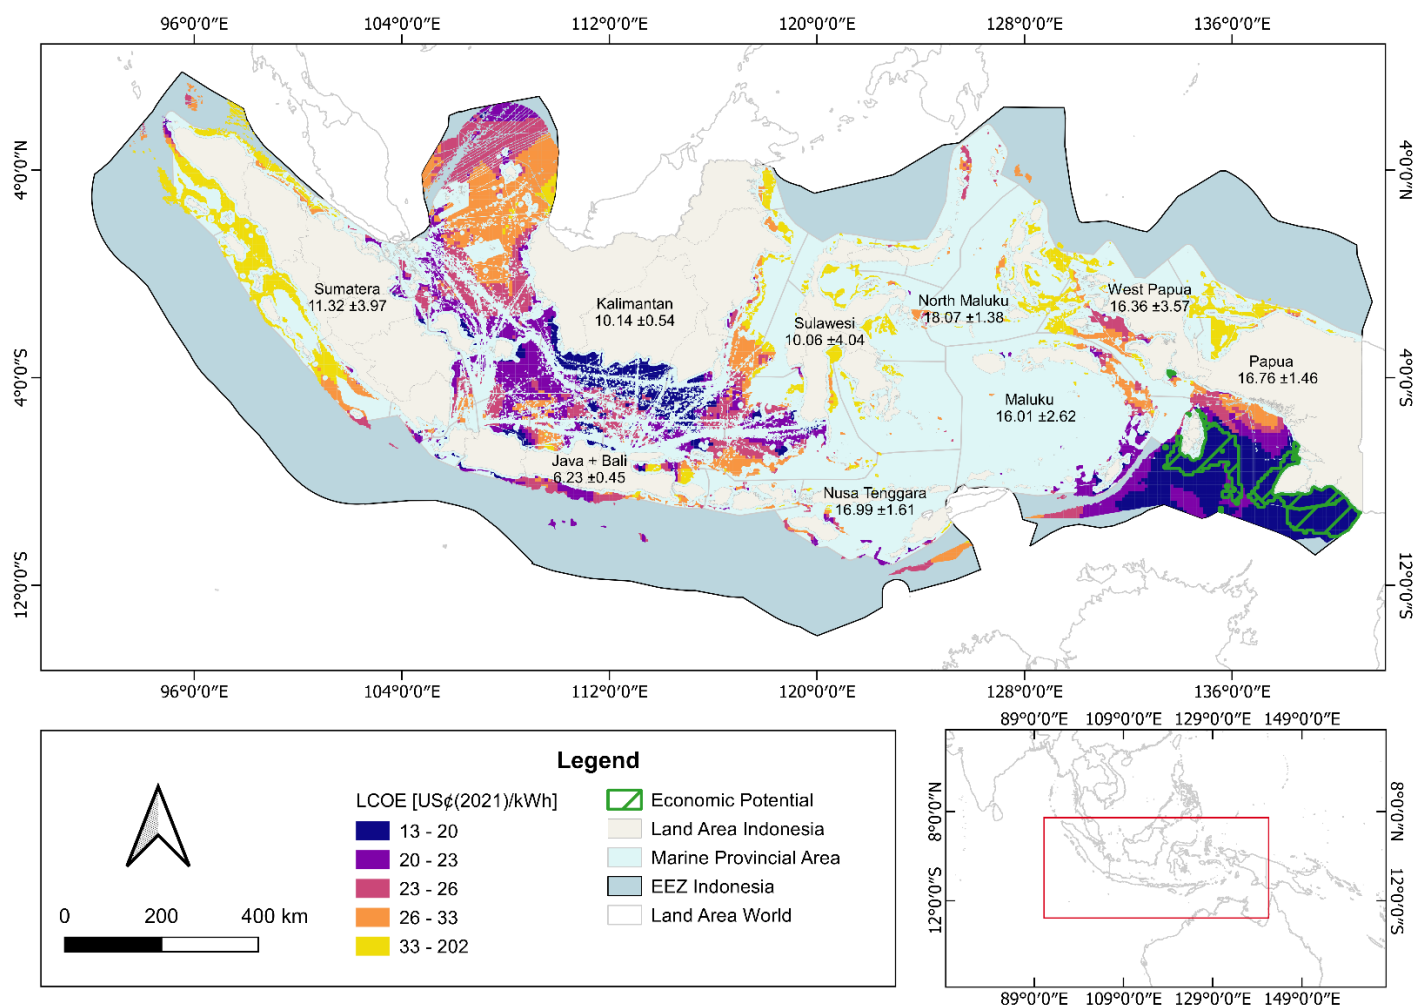 96°0′0″E 104°0′0″E 112°0′0″E 120°0′0″E 128°0′0″E 136°0′0″E
4°0′0″N 4°0′0″N
4°0′0″S 4°0′0″S
12°0′0″S 12°0′0″S
Sumatera
11.32 ±3.97
Kalimantan
10.14 ±0.54
Sulawesi
10.06 ±4.04
North Maluku
18.07 ±1.38
West Papua
16.36 ±3.57
Papua
16.76 ±1.46
Maluku
16.01 ±2.62
Java + Bali
6.23 ±0.45
Nusa Tenggara
16.99 ±1.61
96°0′0″E 104°0′0″E 112°0′0″E 120°0′0″E 128°0′0″E 136°0′0″E
Legend
LCOE [US¢(2021)/kWh]
13 - 20
20 - 23
23 - 26
26 - 33
33 - 202
Economic Potential
Land Area Indonesia
Marine Provincial Area
EEZ Indonesia
Land Area World
0 200 400 km
89°0′0″E 109°0′0″E 129°0′0″E 149°0′0″E
8°0′0″N 8°0′0″N
12°0′0″S 12°0′0″S
89°0′0″E 109°0′0″E 129°0′0″E 149°0′0″E